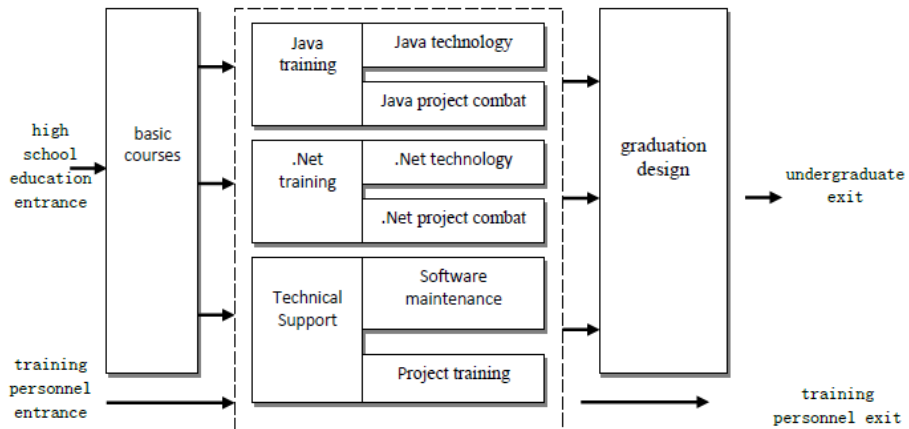 high
school
education
entrance
training
personnel
entrance
basic
courses
Java
training
Java technology
Java project combat
.Net
training
.Net technology
.Net project combat
Technical
Support
Software
maintenance
Project training
graduation
design
undergraduate
exit
training
personnel exit